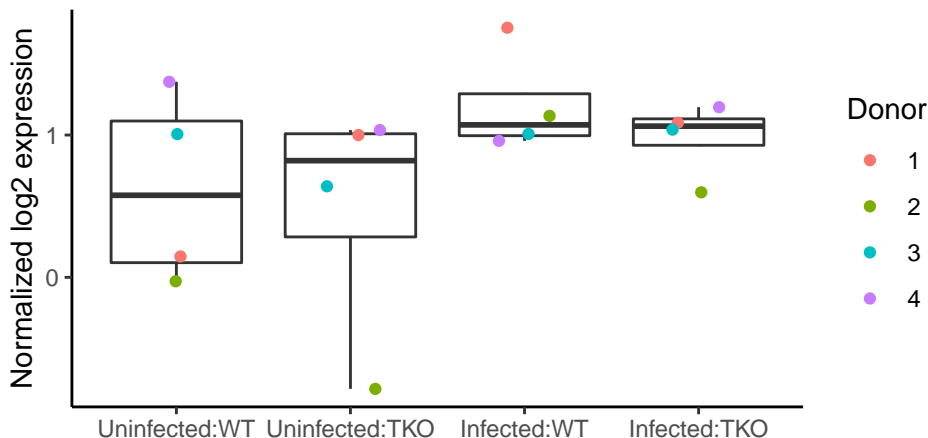 Normalized log2 expression
1
0
Uninfected:WT
Uninfected:TKO
Infected:WT
Infected:TKO
Donor
1
2
3
4